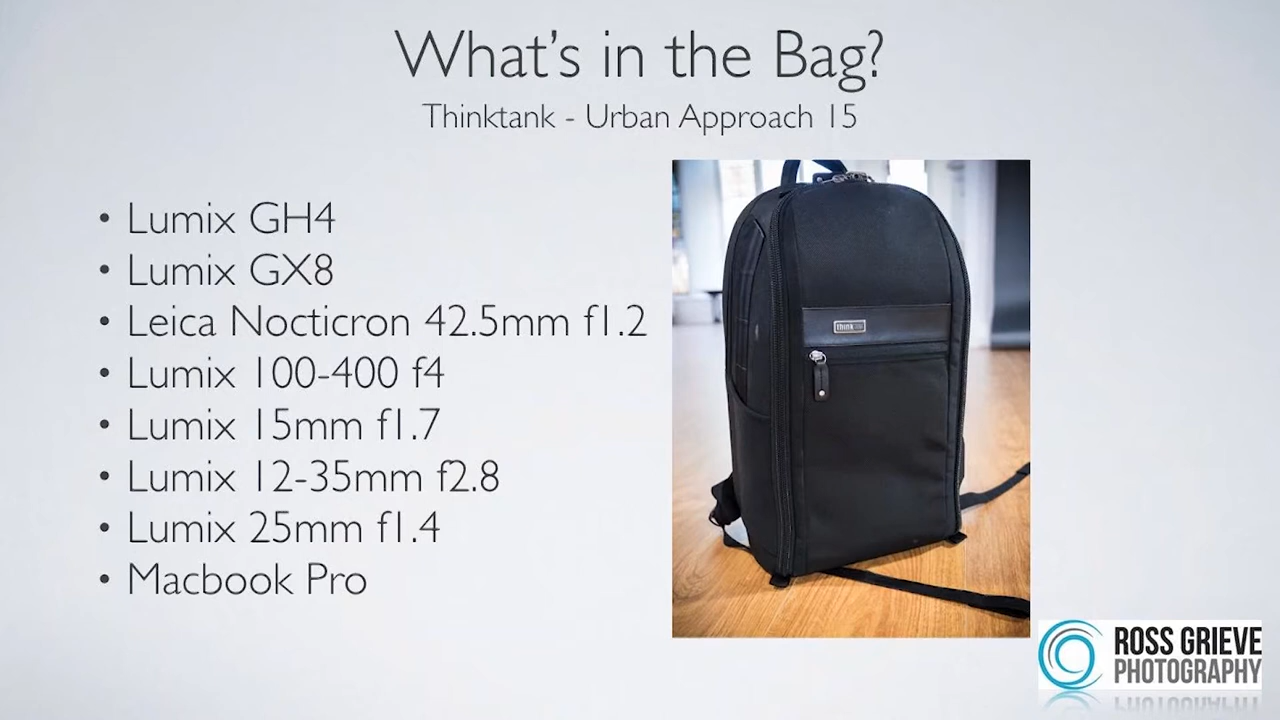 What's in the Bag?
Thinktank - Urban Approach 15
• Lumix GH4
• Lumix GX8
• Leica Nocticron 42.5mm f1.2
• Lumix 100-400 f4
• Lumix 15mm f1.7
• Lumix 12-35mm f2.8
• Lumix 25mm f1.4
• Macbook Pro
think
ROSS GRIEVE
PHOTOGRAPHY